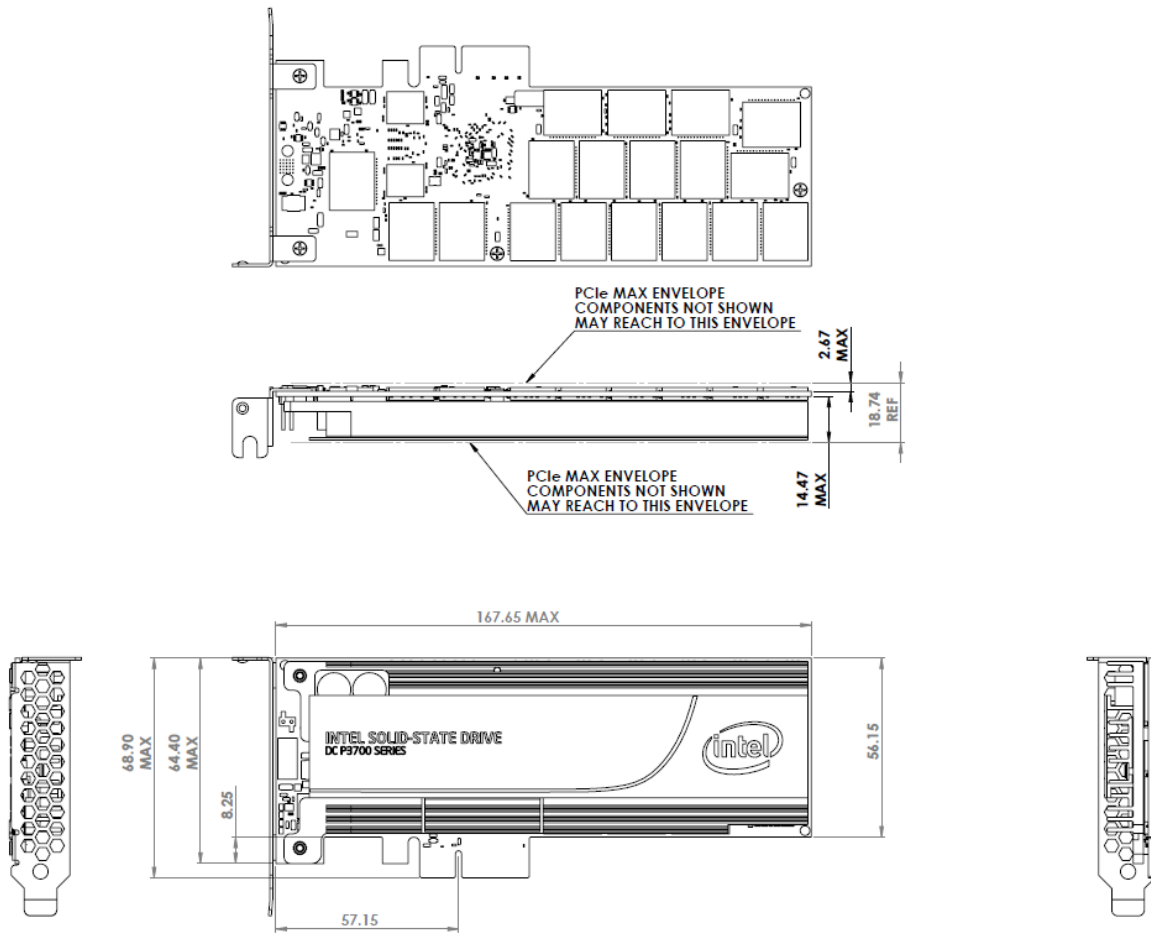 PCIe MAX ENVELOPE
COMPONENTS NOT SHOWN
MAY REACH TO THIS ENVELOPE
2.67
MAX
18.74
REF
PCIe MAX ENVELOPE
COMPONENTS NOT SHOWN
MAY REACH TO THIS ENVELOPE
14.47
MAX
167.65 MAX
68.90
MAX
64.40
MAX
8.25
INTEL SOLID-STATE DRIVE
DC P3700 SERIES
intel
56.15
57.15